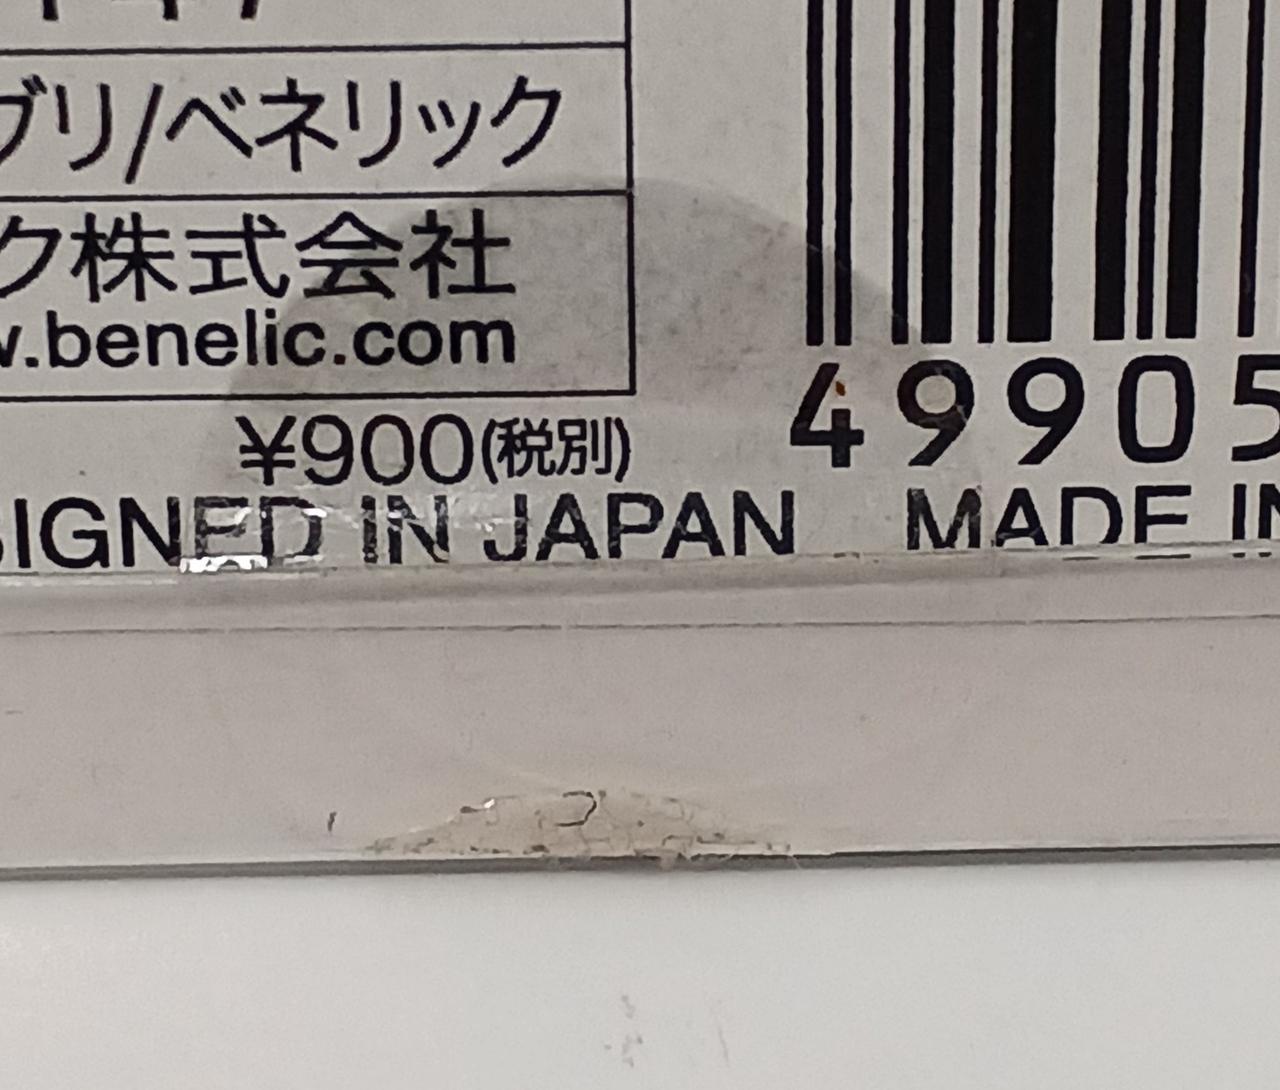 ブリ/ベネリック
ク株式会社
w.benelic.com
¥900(税別)
SIGNED IN JAPAN MADE IN
49905